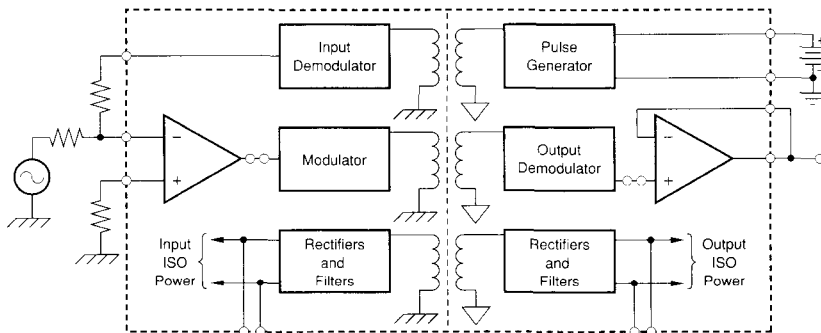 Input
Demodulator
Pulse
Generator
+
−
+
Modulator
Output
Demodulator
−
+
Input
ISO
Power
Rectifiers
and
Filters
Rectifiers
and
Filters
Output
ISO
Power